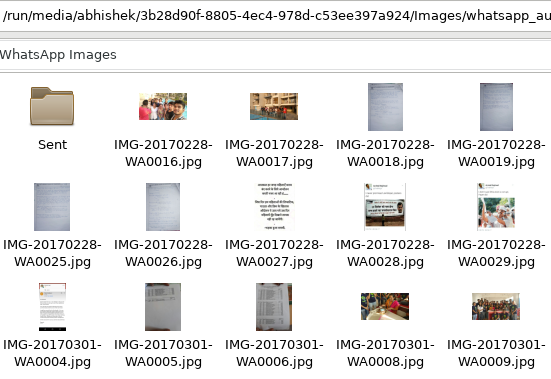 /run/media/abhishek/3b28d90f-8805-4ec4-978d-c53ee397a924/Images/whatsapp_au
WhatsApp Images
Sent
IMG-20170228-WA0016.jpg
IMG-20170228-WA0017.jpg
IMG-20170228-WA0018.jpg
IMG-20170228-WA0019.jpg
IMG-20170228-WA0025.jpg
IMG-20170228-WA0026.jpg
IMG-20170228-WA0027.jpg
IMG-20170228-WA0028.jpg
IMG-20170228-WA0029.jpg
IMG-20170301-WA0004.jpg
IMG-20170301-WA0005.jpg
IMG-20170301-WA0006.jpg
IMG-20170301-WA0008.jpg
IMG-20170301-WA0009.jpg